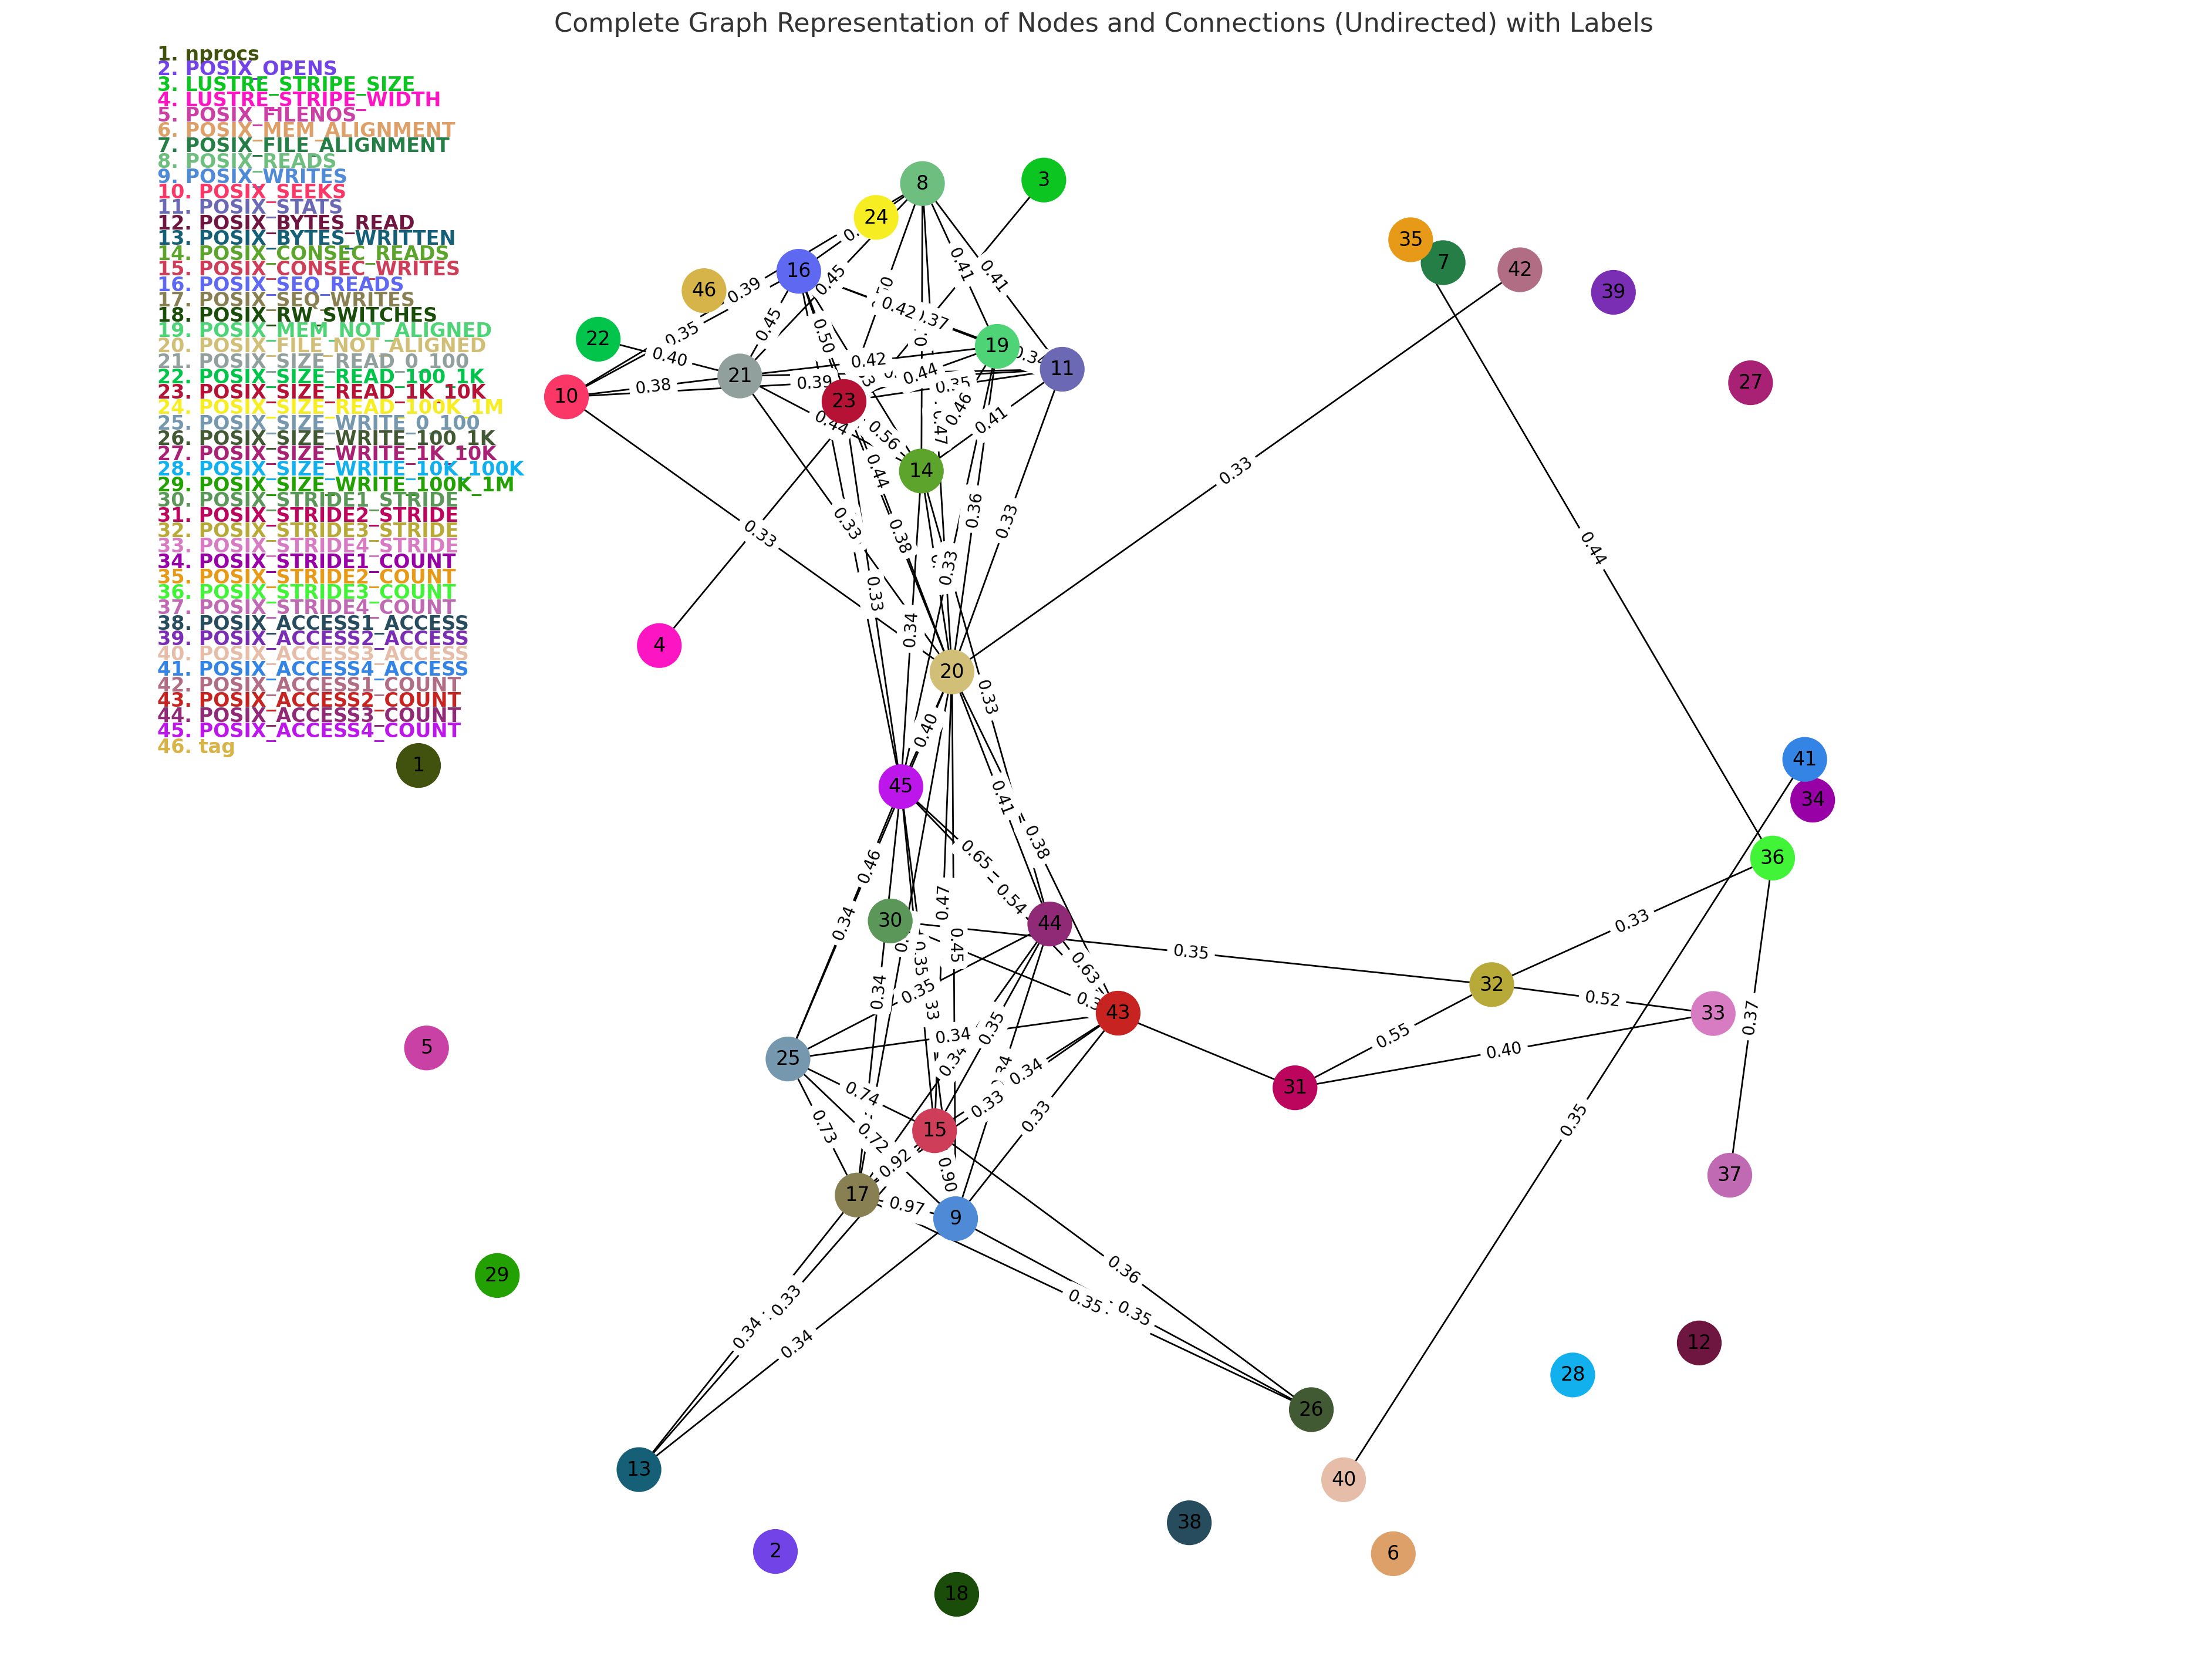 Complete Graph Representation of Nodes and Connections (Undirected) with Labels
1. nprocs
2. POSIX_OPENS
3. LUSTRE_STRIPE_SIZE
4. LUSTRE_STRIPE_WIDTH
5. POSIX_FILENOS
6. POSIX_MEM_ALIGNMENT
7. POSIX_FILE_ALIGNMENT
8. POSIX_READS
9. POSIX_WRITES
10. POSIX_SEEKS
11. POSIX_STATS
12. POSIX_BYTES_READ
13. POSIX_BYTES_WRITTEN
14. POSIX_CONSEC_READS
15. POSIX_CONSEC_WRITES
16. POSIX_SEQ_READS
17. POSIX_SEQ_WRITES
18. POSIX_RW_SWITCHES
19. POSIX_MEM_NOT_ALIGNED
20. POSIX_FILE_NOT_ALIGNED
21. POSIX_SIZE_READ_0_100
22. POSIX_SIZE_READ_100_1K
23. POSIX_SIZE_READ_1K_10K
24. POSIX_SIZE_READ_100K_1M
25. POSIX_SIZE_WRITE_0_100
26. POSIX_SIZE_WRITE_100_1K
27. POSIX_SIZE_WRITE_1K_10K
28. POSIX_SIZE_WRITE_10K_100K
29. POSIX_SIZE_WRITE_100K_1M
30. POSIX_STRIDE1_STRIDE
31. POSIX_STRIDE2_STRIDE
32. POSIX_STRIDE3_STRIDE
33. POSIX_STRIDE4_STRIDE
34. POSIX_STRIDE1_COUNT
35. POSIX_STRIDE2_COUNT
36. POSIX_STRIDE3_COUNT
37. POSIX_STRIDE4_COUNT
38. POSIX_ACCESS1_ACCESS
39. POSIX_ACCESS2_ACCESS
40. POSIX_ACCESS3_ACCESS
41. POSIX_ACCESS4_ACCESS
42. POSIX_ACCESS1_COUNT
43. POSIX_ACCESS2_COUNT
44. POSIX_ACCESS3_COUNT
45. POSIX_ACCESS4_COUNT
46. tag
3
8
24
35
7
42
16
46
39
0.45
0.41
0.41
0.39
0.42
0.37
0.35
0.45
0.50
22
19
11
21
27
10
23
0.40
0.42
0.38
0.39
0.44
0.35
0.46
0.44
0.56
0.41
0.47
14
0.44
0.33
0.36
0.33
0.33
0.33
0.38
0.44
0.33
0.33
0.34
4
20
0.33
0.40
1
45
41
34
0.41
0.38
36
0.46
0.65
0.54
0.34
0.47
0.45
30
44
0.33
0.35
0.63
32
0.52
33
0.37
0.35
0.34
0.35
43
5
25
0.34
0.35
0.55
0.40
31
0.74
0.34
0.34
0.33
0.33
0.35
0.73
0.72
15
0.92
0.90
37
17
0.97
9
0.36
29
0.33
0.34
0.34
0.35
0.35
12
28
26
13
40
38
2
6
18